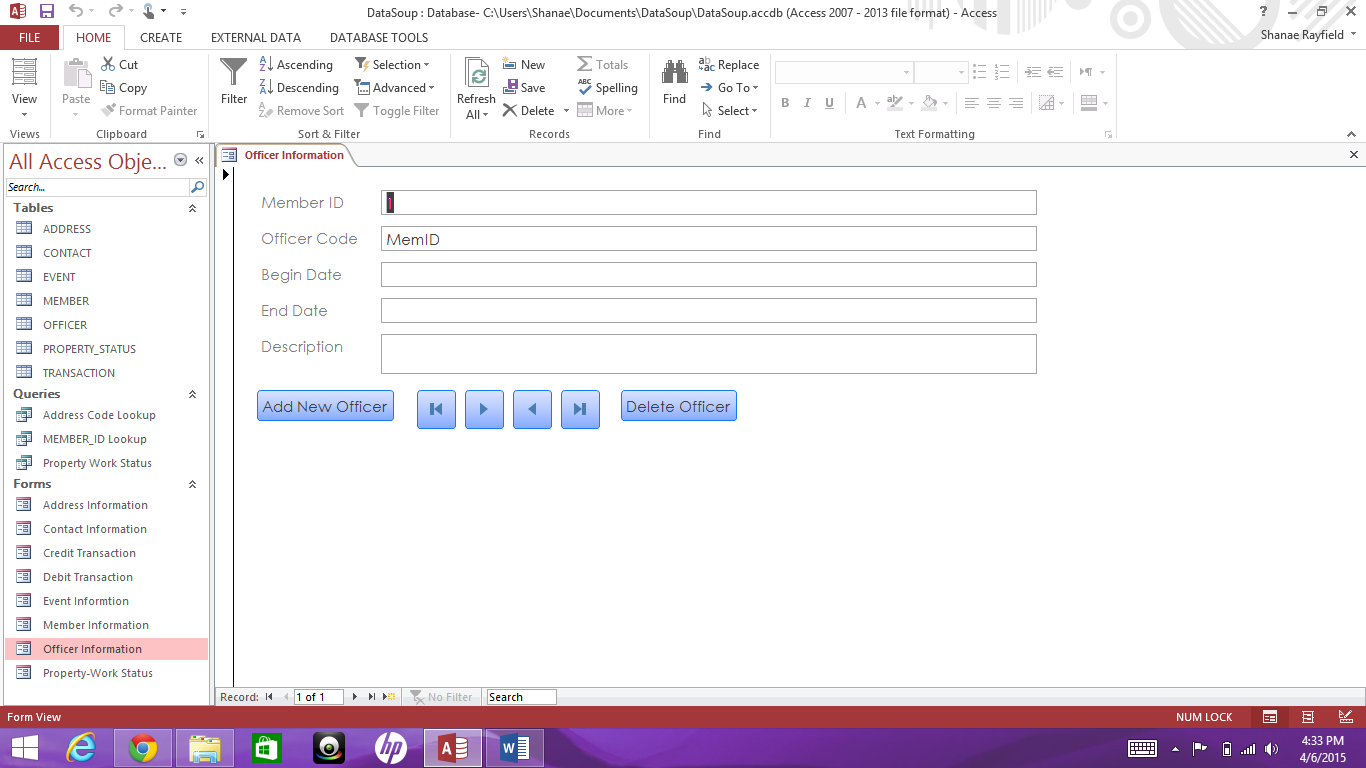 DataSoup : Database- C:\Users\Shanae\Documents\DataSoup\DataSoup.accdb (Access 2007 - 2013 file format) - Access
FILE HOME CREATE EXTERNAL DATA DATABASE TOOLS Shanae Rayfield
View
Views
Paste
Cut
Copy
Format Painter
Clipboard
Filter
Ascending
Descending
Remove Sort
Selection
Advanced
Toggle Filter
Sort & Filter
Refresh
All
New
Save
Delete
Totals
Spelling
More
Records
Find
Replace
Go To
Select
Find
B I U A
Text Formatting
All Access Obje...
Search...
Tables
ADDRESS
CONTACT
EVENT
MEMBER
OFFICER
PROPERTY_STATUS
TRANSACTION
Queries
Address Code Lookup
MEMBER_ID Lookup
Property Work Status
Forms
Address Information
Contact Information
Credit Transaction
Debit Transaction
Event Informtion
Member Information
Officer Information
Property-Work Status
Officer Information
Member ID 1
Officer Code MemID
Begin Date
End Date
Description
Add New Officer Delete Officer
Record: 1 of 1 No Filter Search
Form View NUM LOCK
4:33 PM
4/6/2015